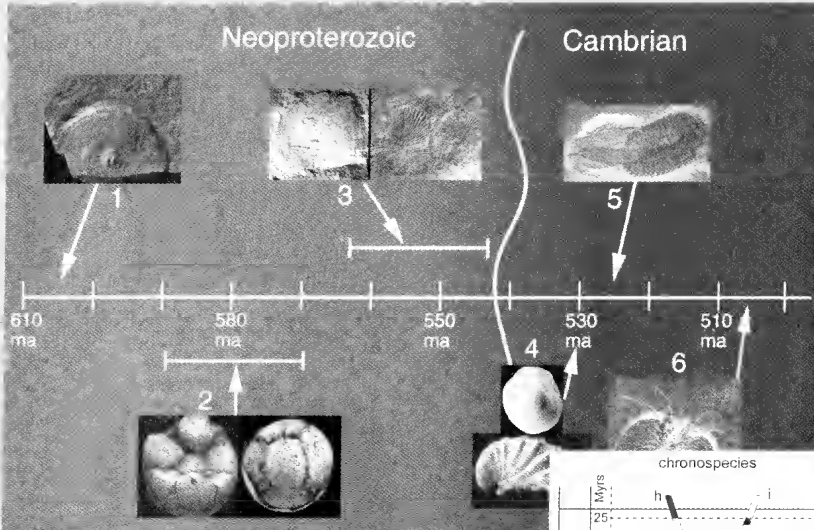 Neoproterozoic Cambrian
1
3
5
610 ma
580 ma
550 ma
530 ma
510 ma
2
4
6
chronospecies
Myrs
h i
25